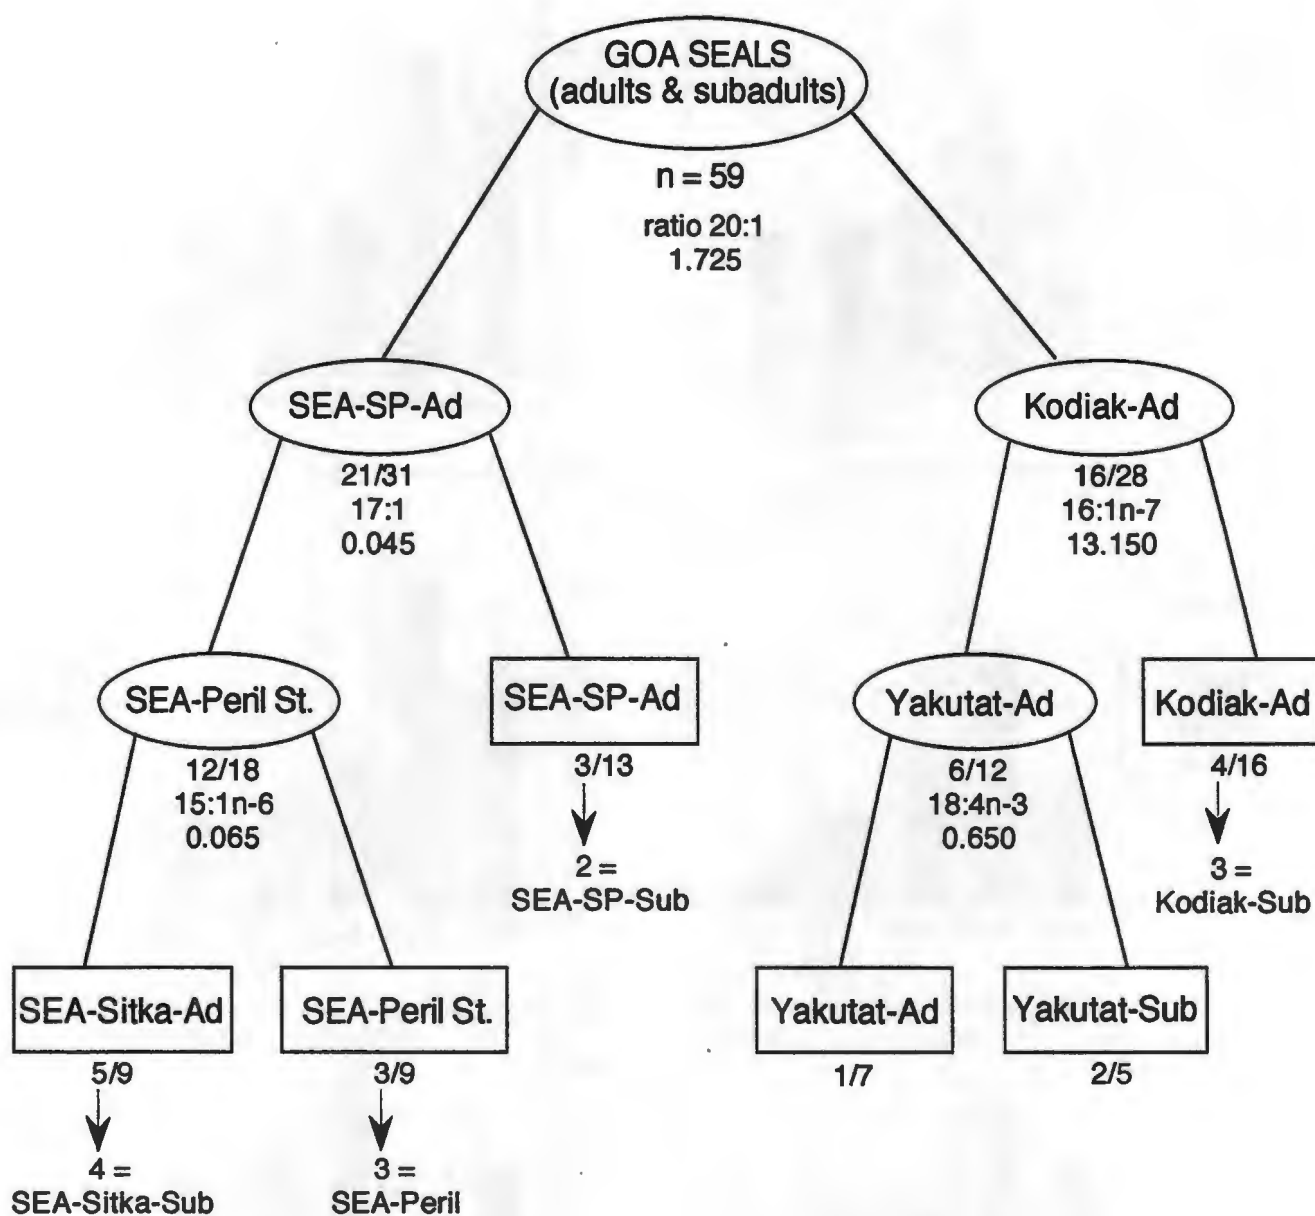 GOA SEALS
(adults & subadults)
n = 59
ratio 20:1
1.725
SEA-SP-Ad
21/31
17:1
0.045
Kodiak-Ad
16/28
16:1n-7
13.150
SEA-Peril St.
12/18
15:1n-6
0.065
SEA-SP-Ad
3/13
2 =
SEA-SP-Sub
Yakutat-Ad
6/12
18:4n-3
0.650
Kodiak-Ad
4/16
3 =
Kodiak-Sub
SEA-Sitka-Ad
5/9
4 =
SEA-Sitka-Sub
SEA-Peril St.
3/9
3 =
SEA-Peril
Yakutat-Ad
1/7
Yakutat-Sub
2/5